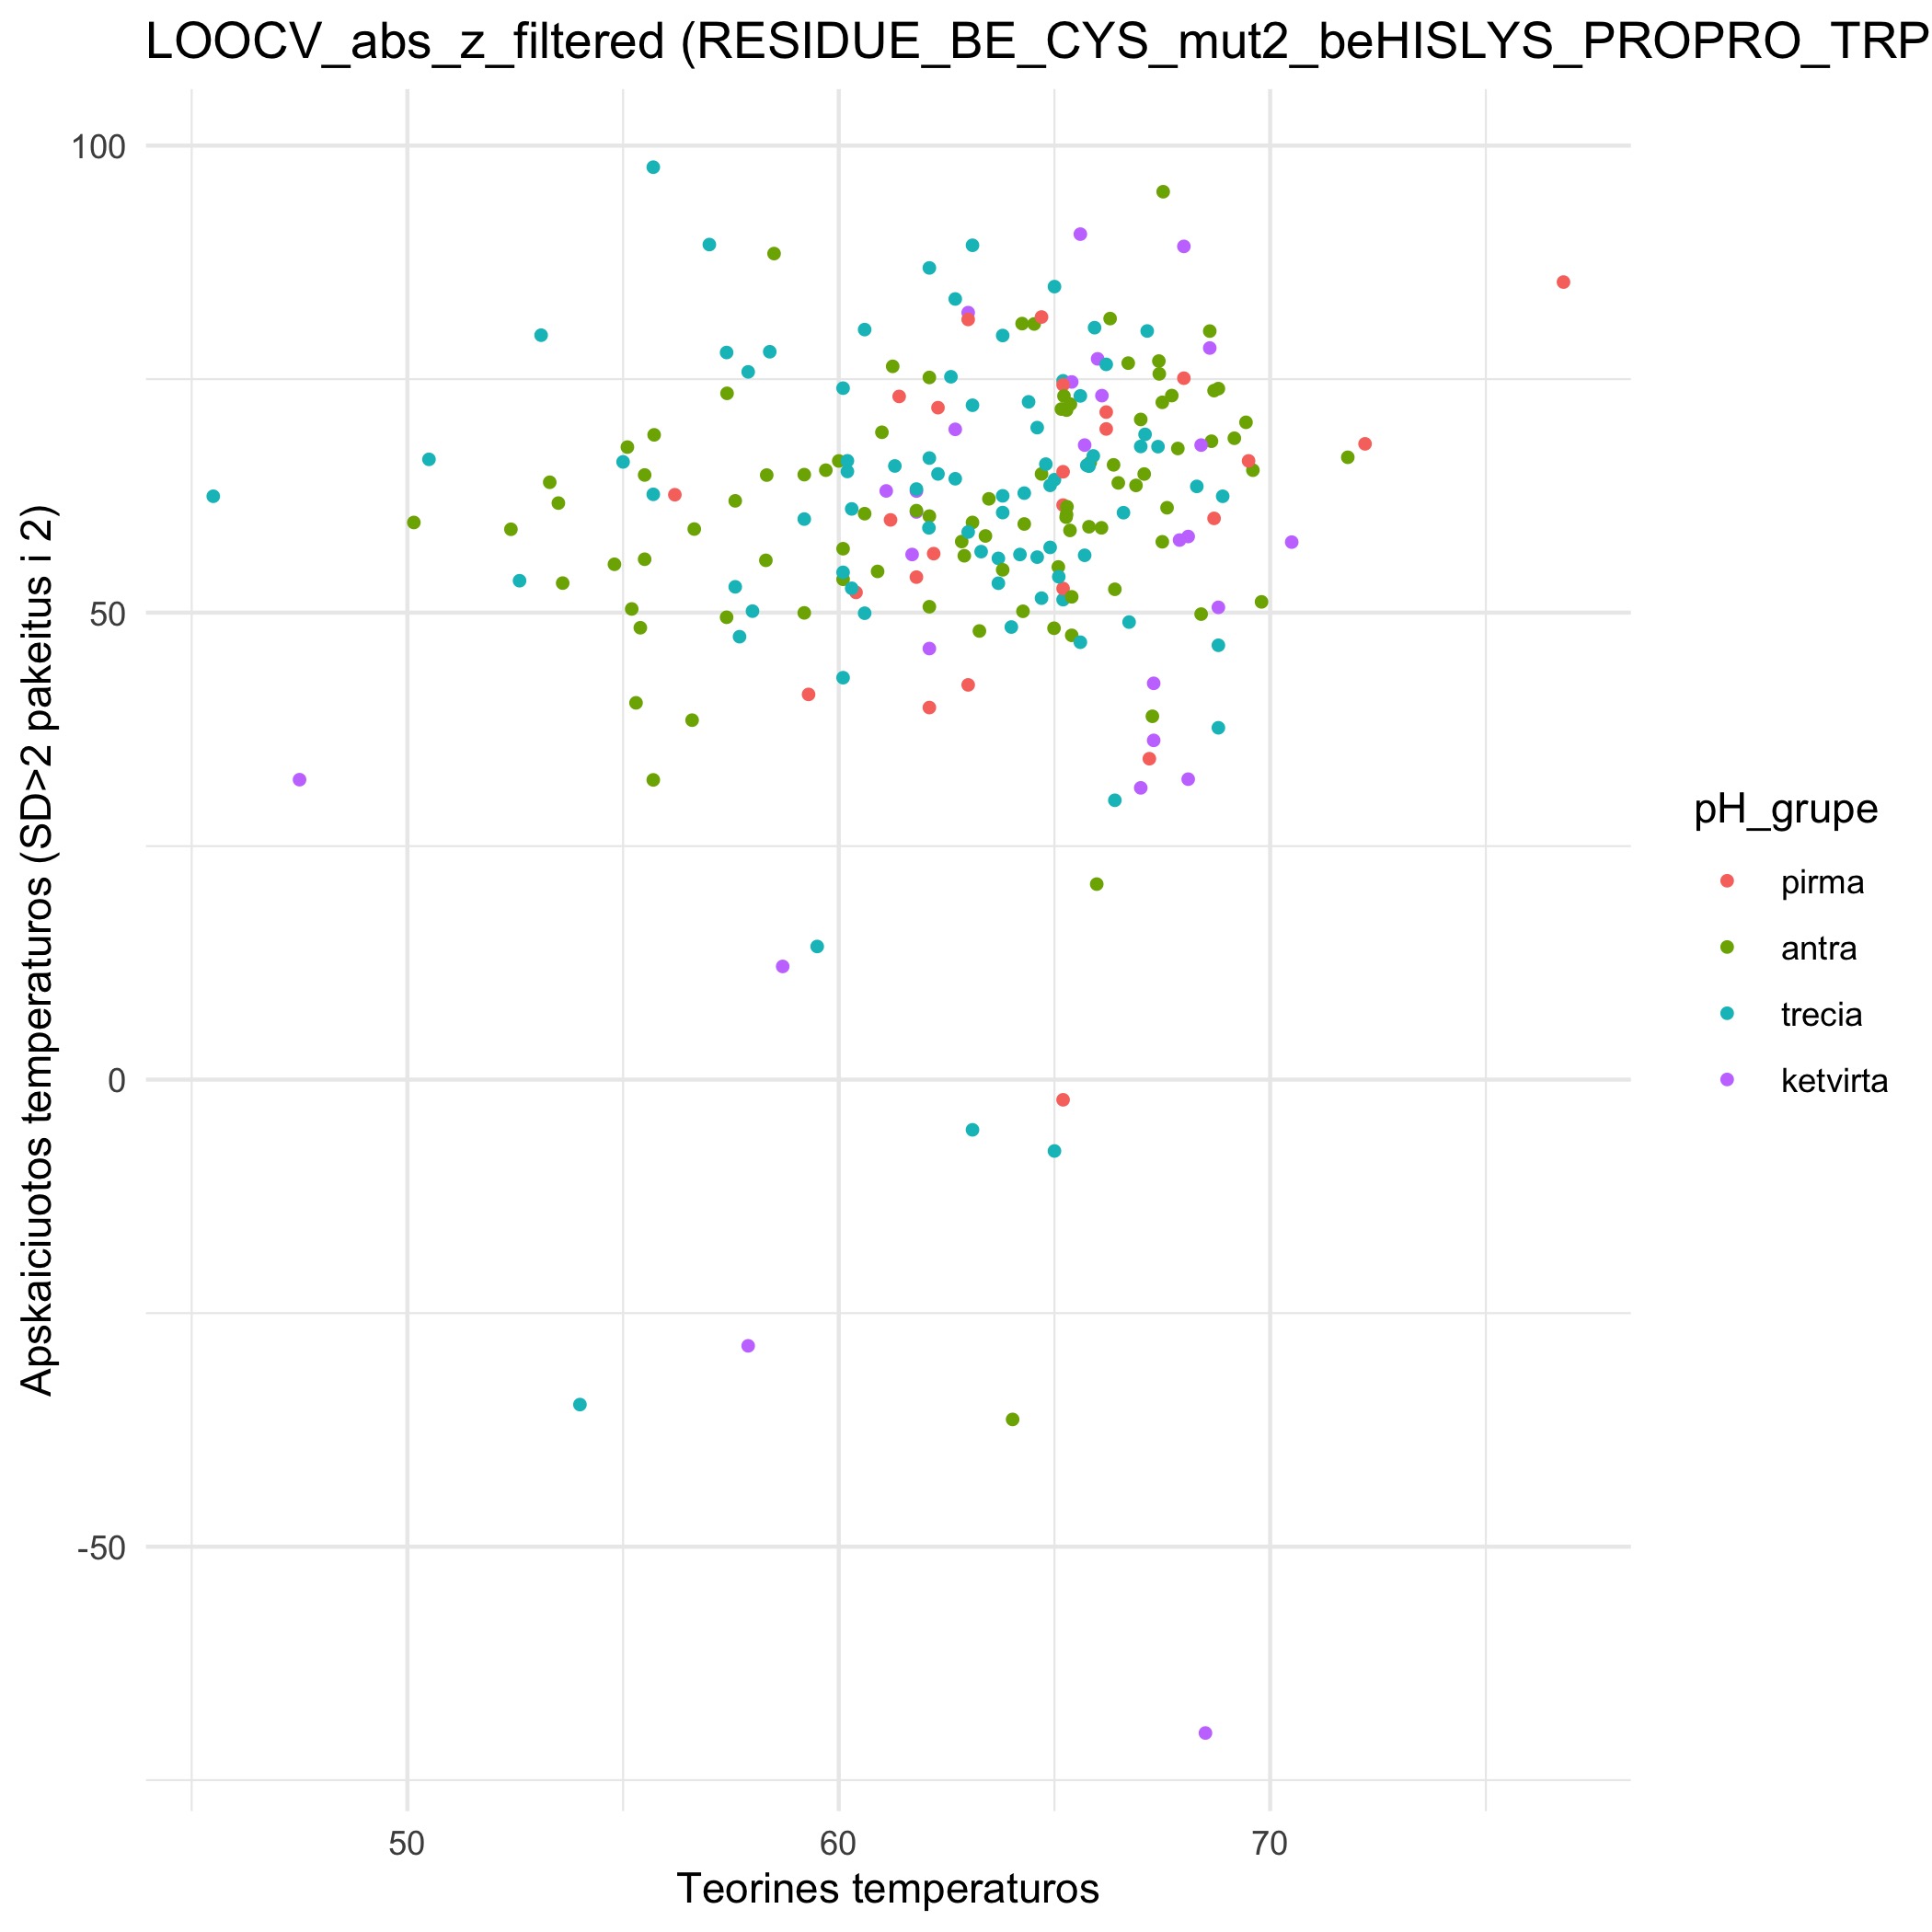 LOOCV_abs_z_filtered (RESIDUE_BE_CYS_mut2_beHISLYS_PROPRO_TRP
Apskaiciuotos temperaturos (SD>2 pakeitus i 2)
100
50
0
-50
50
60
70
Teorines temperaturos
pH_grupe
pirma
antra
trecia
ketvirta